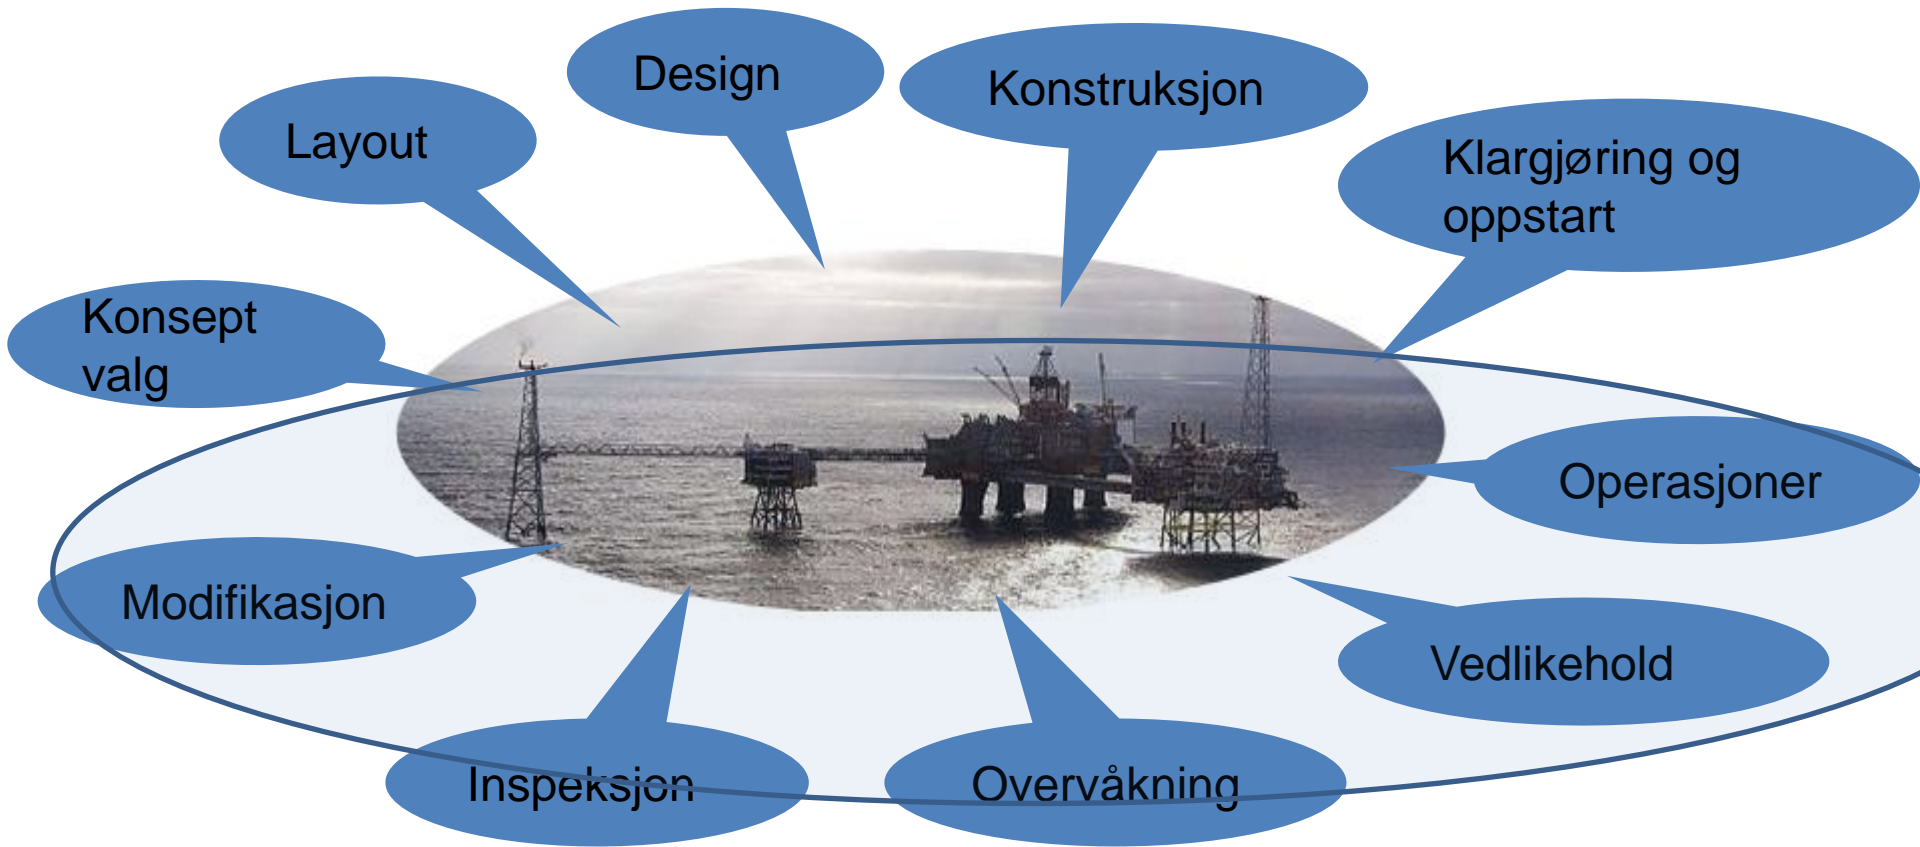 Design
Konstruksjon
Layout
Klargjøring og
oppstart
Konsept
valg
Operasjoner
Modifikasjon
Vedlikehold
Inspeksjon
Overvåkning